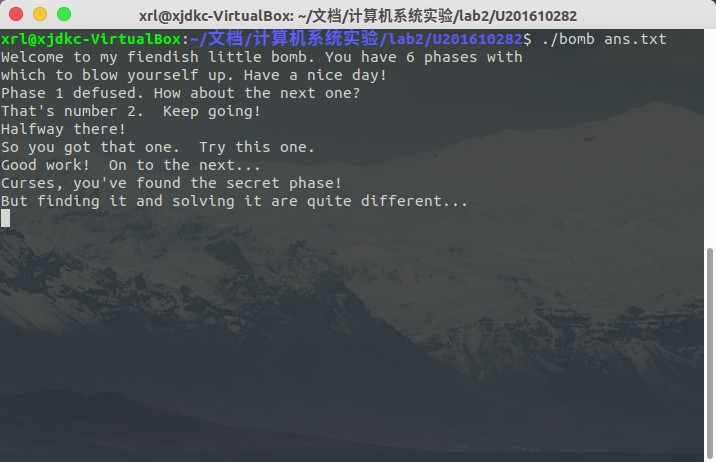 xrl@xjdkc-VirtualBox: ~/文档/计算机系统实验/lab2/U201610282
xrl@xjdkc-VirtualBox:~/文档/计算机系统实验/lab2/U201610282$ ./bomb ans.txt
Welcome to my fiendish little bomb. You have 6 phases with
which to blow yourself up. Have a nice day!
Phase 1 defused. How about the next one?
That's number 2.  Keep going!
Halfway there!
So you got that one.  Try this one.
Good work!  On to the next...
Curses, you've found the secret phase!
But finding it and solving it are quite different...